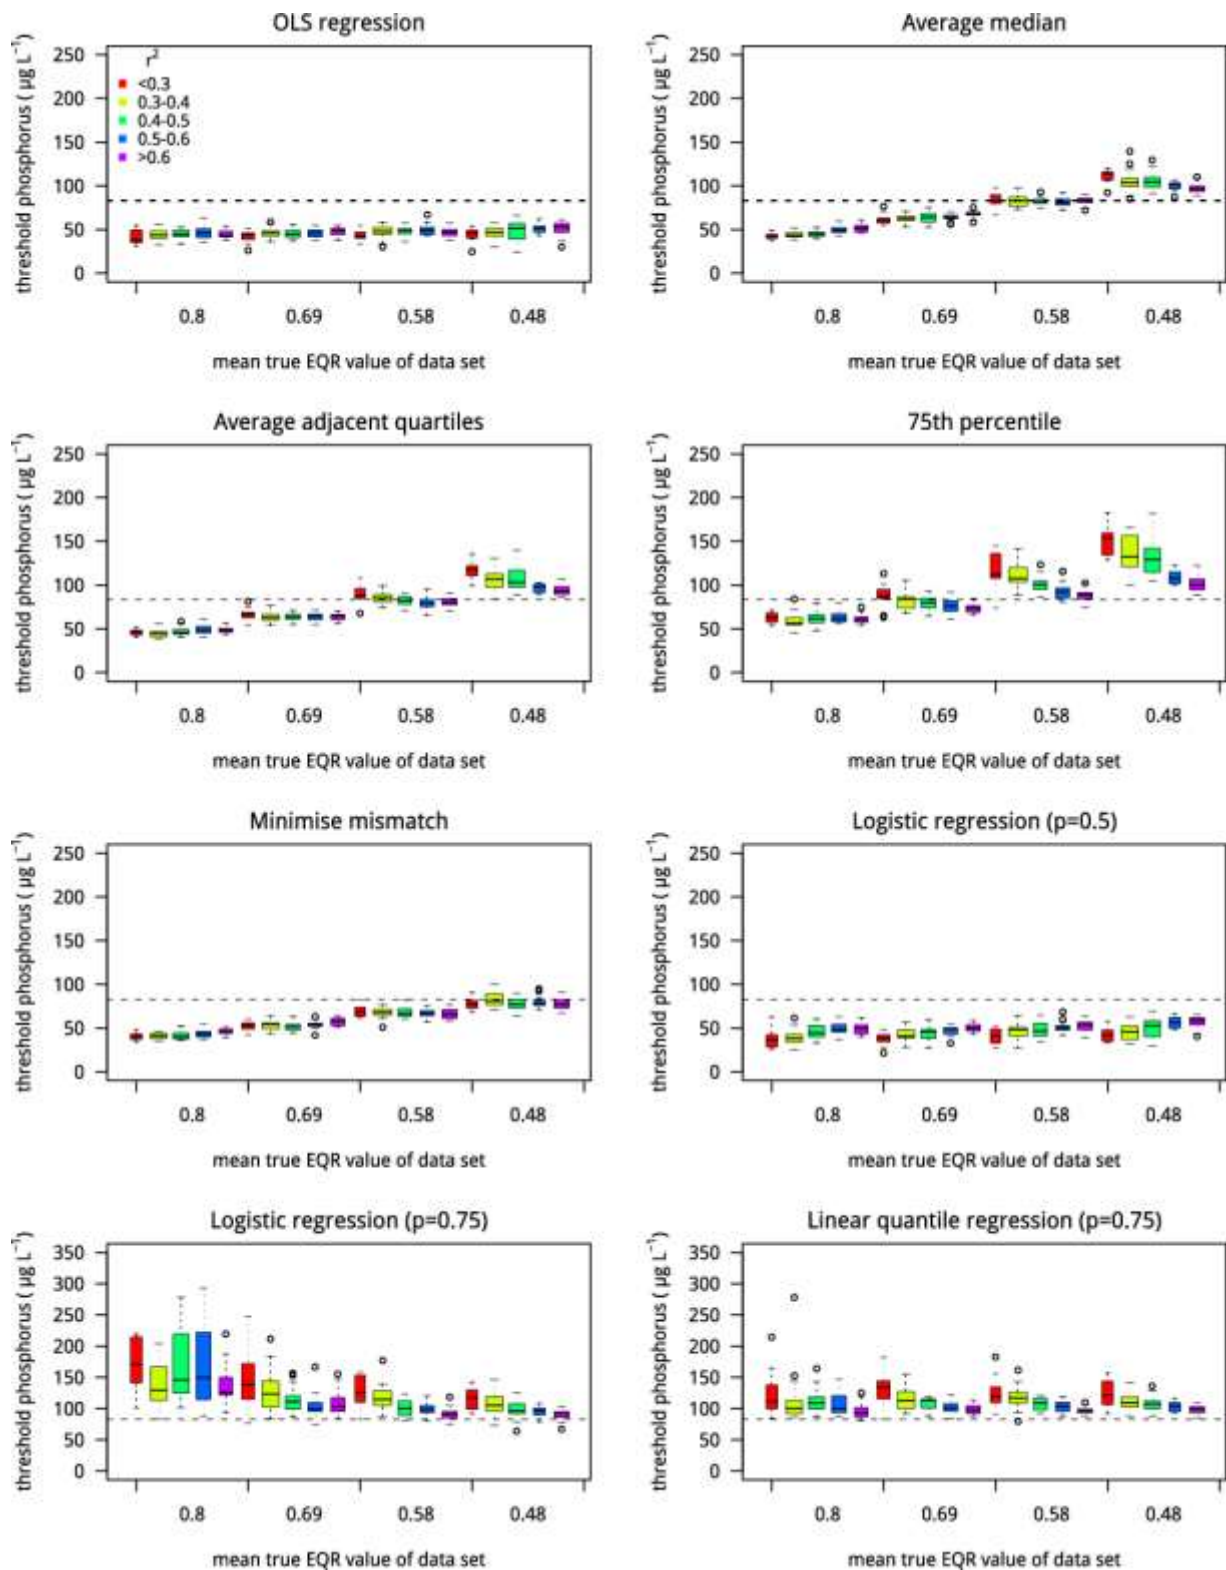 OLS regression
threshold phosphorus ( µg L⁻¹)
250
200
150
100
50
0
r²
<0.3
0.3-0.4
0.4-0.5
0.5-0.6
>0.6
0.8 0.69 0.58 0.48
mean true EQR value of data set
Average median
threshold phosphorus ( µg L⁻¹)
250
200
150
100
50
0
0.8 0.69 0.58 0.48
mean true EQR value of data set
Average adjacent quartiles
threshold phosphorus ( µg L⁻¹)
250
200
150
100
50
0
0.8 0.69 0.58 0.48
mean true EQR value of data set
75th percentile
threshold phosphorus ( µg L⁻¹)
250
200
150
100
50
0
0.8 0.69 0.58 0.48
mean true EQR value of data set
Minimise mismatch
threshold phosphorus ( µg L⁻¹)
250
200
150
100
50
0
0.8 0.69 0.58 0.48
mean true EQR value of data set
Logistic regression (p=0.5)
threshold phosphorus ( µg L⁻¹)
250
200
150
100
50
0
0.8 0.69 0.58 0.48
mean true EQR value of data set
Logistic regression (p=0.75)
threshold phosphorus ( µg L⁻¹)
350
300
250
200
150
100
50
0
0.8 0.69 0.58 0.48
mean true EQR value of data set
Linear quantile regression (p=0.75)
threshold phosphorus ( µg L⁻¹)
350
300
250
200
150
100
50
0
0.8 0.69 0.58 0.48
mean true EQR value of data set